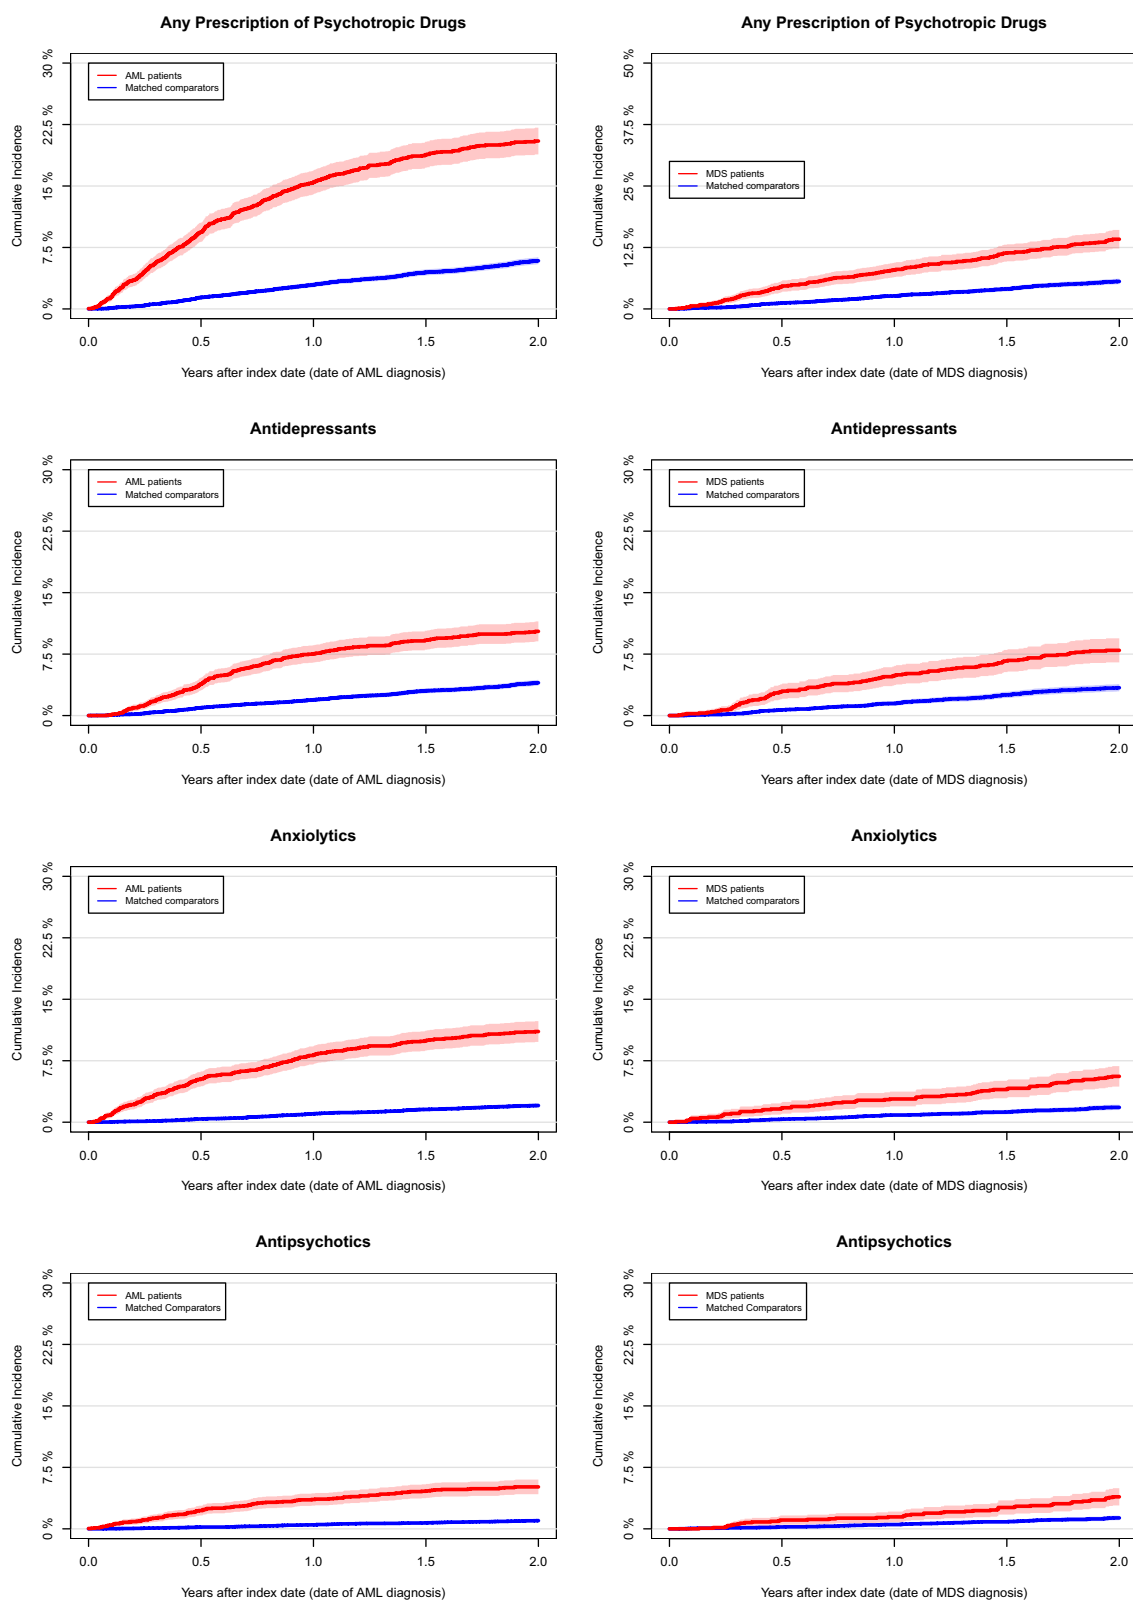 Any Prescription of Psychotropic Drugs
Cumulative Incidence
30 %
22.5 %
15 %
7.5 %
0 %
AML patients
Matched comparators
0.0 0.5 1.0 1.5 2.0
Years after index date (date of AML diagnosis)
Any Prescription of Psychotropic Drugs
Cumulative Incidence
50 %
37.5 %
25 %
12.5 %
0 %
MDS patients
Matched comparators
0.0 0.5 1.0 1.5 2.0
Years after index date (date of MDS diagnosis)
Antidepressants
Cumulative Incidence
30 %
22.5 %
15 %
7.5 %
0 %
AML patients
Matched comparators
0.0 0.5 1.0 1.5 2.0
Years after index date (date of AML diagnosis)
Antidepressants
Cumulative Incidence
30 %
22.5 %
15 %
7.5 %
0 %
MDS patients
Matched comparators
0.0 0.5 1.0 1.5 2.0
Years after index date (date of MDS diagnosis)
Anxiolytics
Cumulative Incidence
30 %
22.5 %
15 %
7.5 %
0 %
AML patients
Matched comparators
0.0 0.5 1.0 1.5 2.0
Years after index date (date of AML diagnosis)
Anxiolytics
Cumulative Incidence
30 %
22.5 %
15 %
7.5 %
0 %
MDS patients
Matched comparators
0.0 0.5 1.0 1.5 2.0
Years after index date (date of MDS diagnosis)
Antipsychotics
Cumulative Incidence
30 %
22.5 %
15 %
7.5 %
0 %
AML patients
Matched Comparators
0.0 0.5 1.0 1.5 2.0
Years after index date (date of AML diagnosis)
Antipsychotics
Cumulative Incidence
30 %
22.5 %
15 %
7.5 %
0 %
MDS patients
Matched Comparators
0.0 0.5 1.0 1.5 2.0
Years after index date (date of MDS diagnosis)